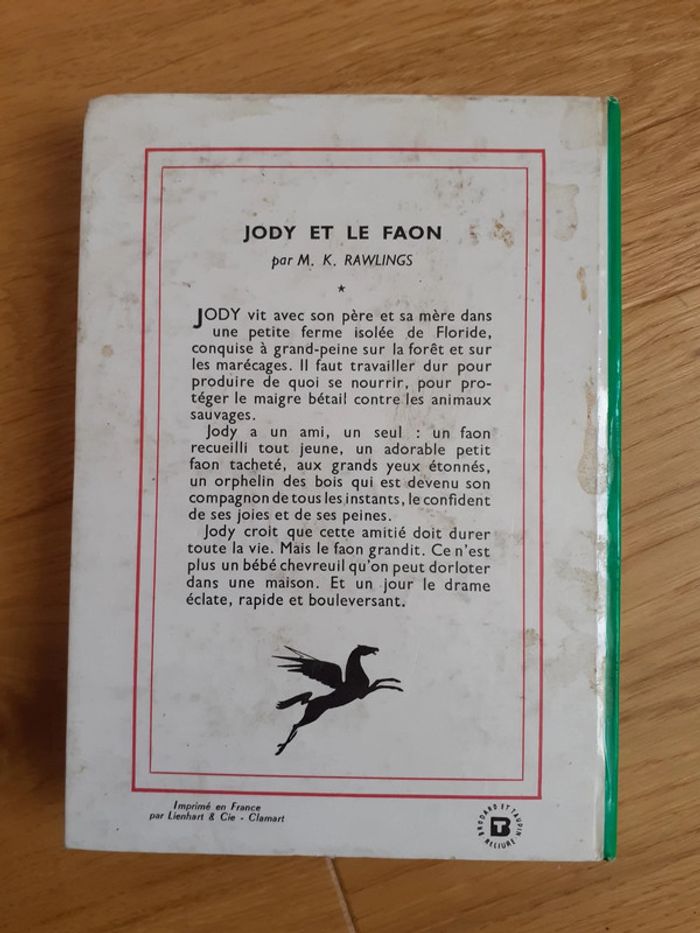 JODY ET LE FAON
par M. K. RAWLINGS
*
JODY vit avec son père et sa mère dans
une petite ferme isolée de Floride,
conquise à grand-peine sur la forêt et sur
les marécages. Il faut travailler dur pour
produire de quoi se nourrir, pour pro-
téger le maigre bétail contre les animaux
sauvages.
Jody a un ami, un seul : un faon
recueilli tout jeune, un adorable petit
faon tacheté, aux grands yeux étonnés,
un orphelin des bois qui est devenu son
compagnon de tous les instants, le confident
de ses joies et de ses peines.
Jody croit que cette amitié doit durer
toute la vie. Mais le faon grandit. Ce n'est
plus un bébé chevreuil qu'on peut dorloter
dans une maison. Et un jour le drame
éclate, rapide et bouleversant.
Imprimé en France
par Lienhart & Cie - Clamart
BRODARD ET TAUPIN
RELIURE